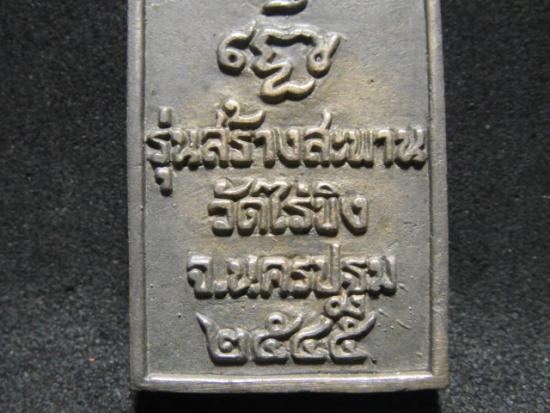 รุ่นสร้างสะพาน
วัดไร่ขิง
จ.นครปฐม
๒๕๔๕